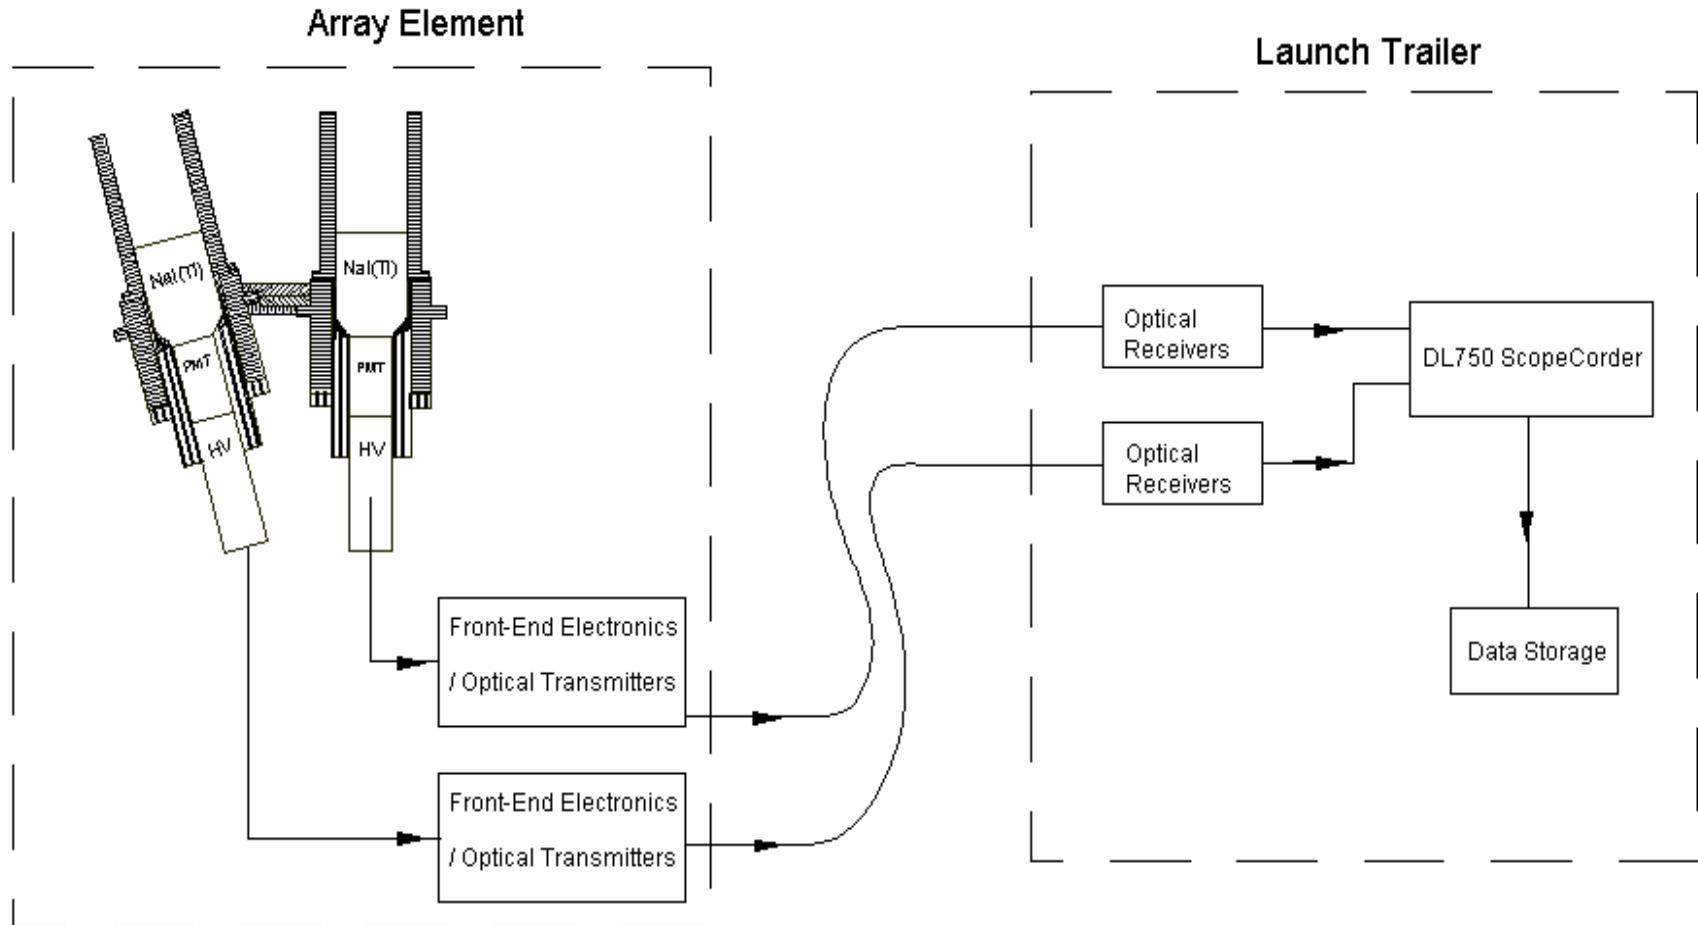 Array Element
Launch Trailer
NaI(Tl)
NaI(Tl)
PMT
PMT
HV
HV
Front-End Electronics
/ Optical Transmitters
Front-End Electronics
/ Optical Transmitters
Optical
Receivers
Optical
Receivers
DL750 ScopeCorder
Data Storage